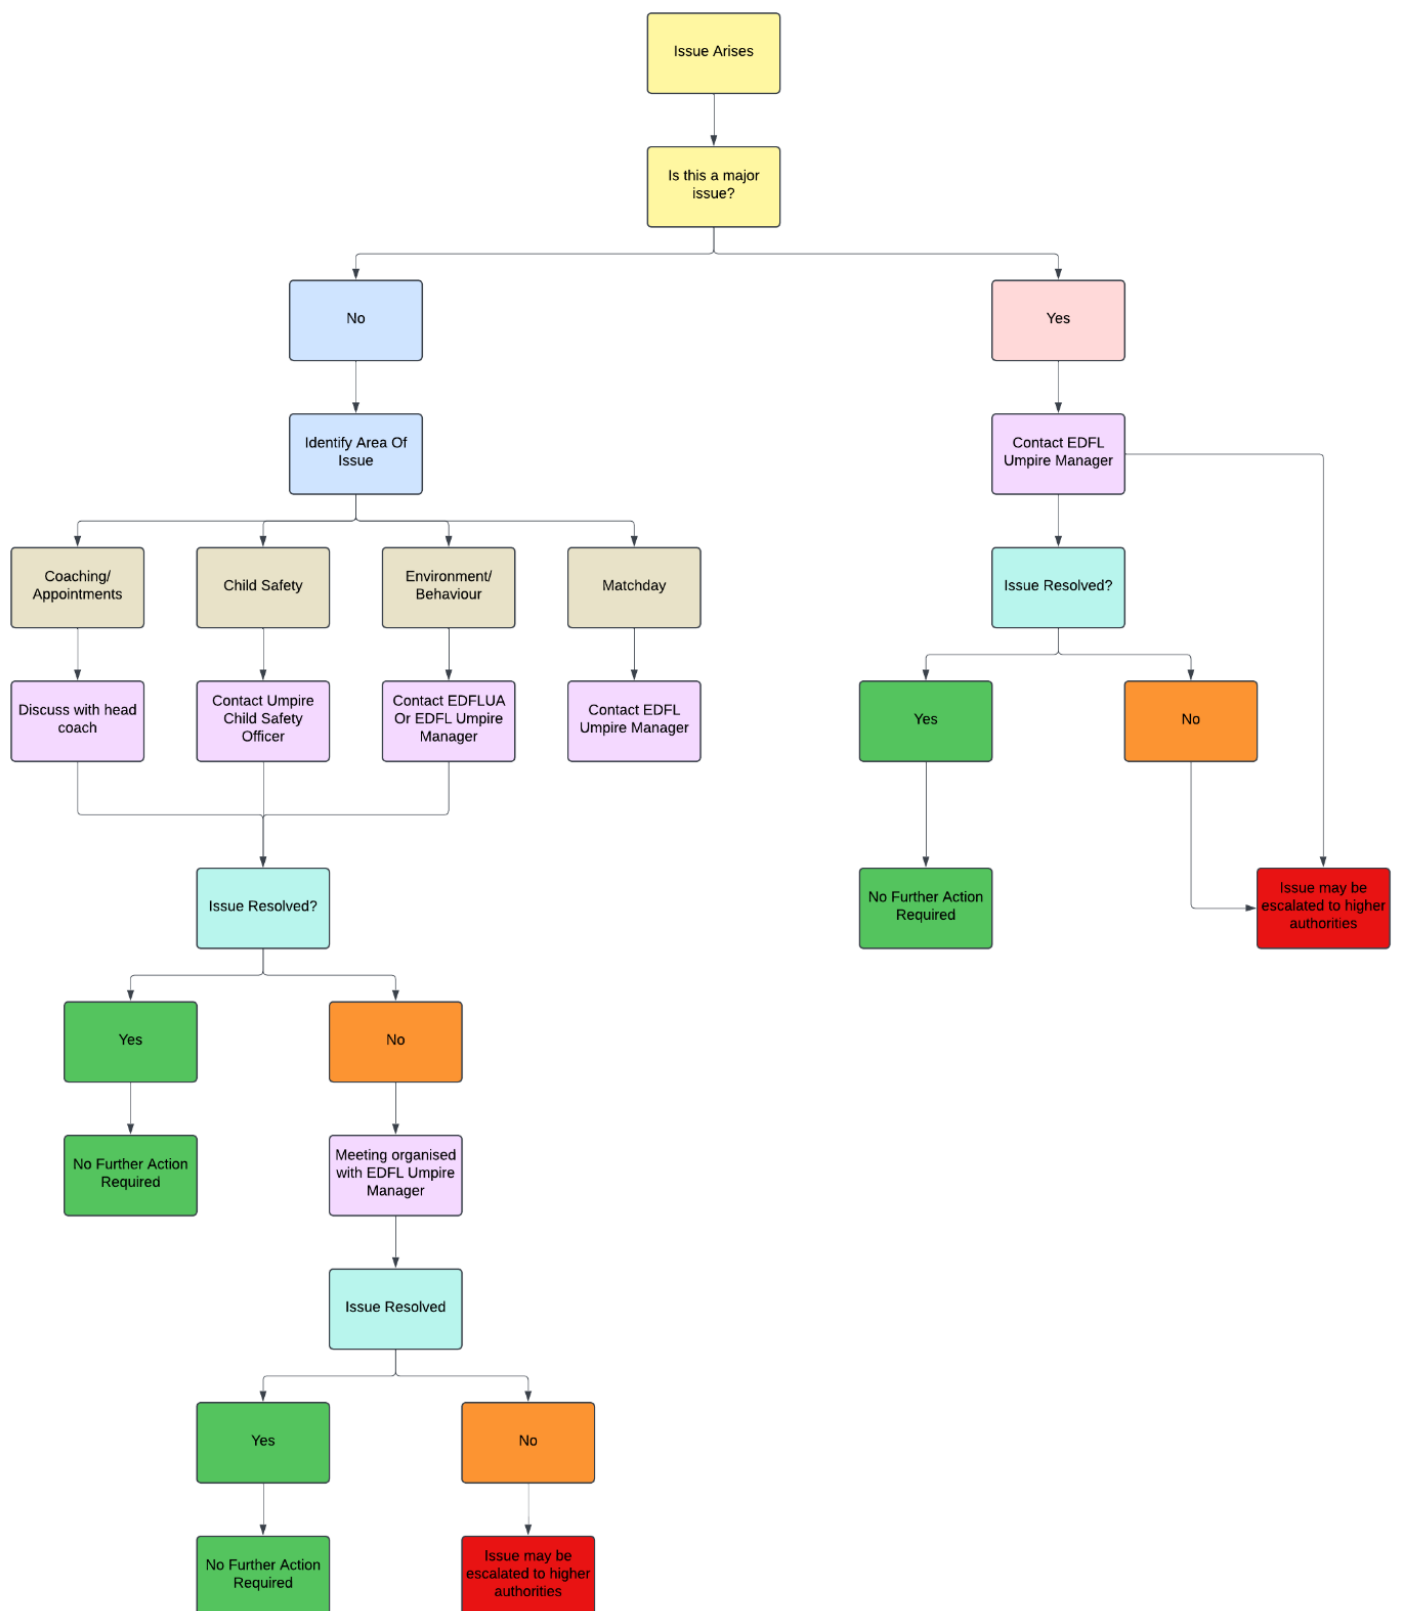 Issue Arises
Is this a major
issue?
No
Yes
Identify Area Of
Issue
Contact EDFL
Umpire Manager
Coaching/
Appointments
Child Safety
Environment/
Behaviour
Matchday
Issue Resolved?
Discuss with head
coach
Contact Umpire
Child Safety
Officer
Contact EDFLUA
Or EDFL Umpire
Manager
Contact EDFL
Umpire Manager
Yes
No
Issue Resolved?
No Further Action
Required
Issue may be
escalated to higher
authorities
Yes
No
No Further Action
Required
Meeting organised
with EDFL Umpire
Manager
Issue Resolved
Yes
No
No Further Action
Required
Issue may be
escalated to higher
authorities